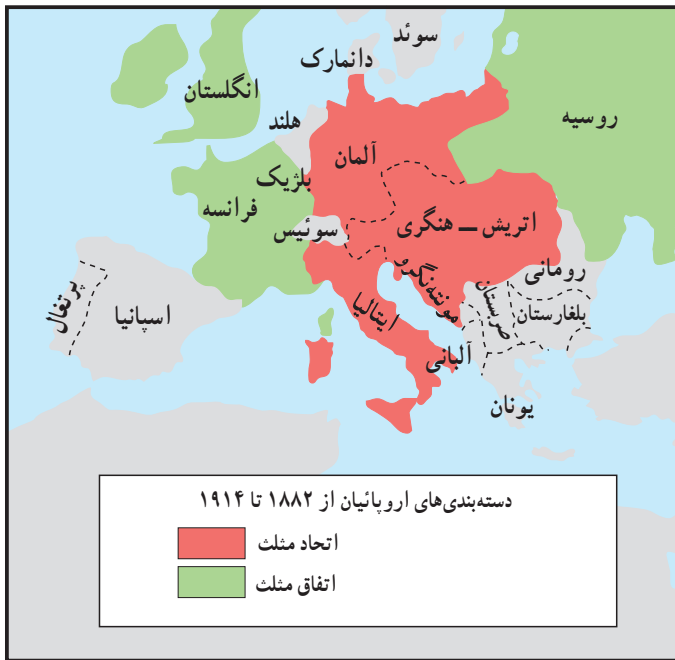 سوئد
دانمارک
انگلستان
روسیه
هلند
آلمان
بلژیک
فرانسه
سوئیس
اتریش ـ هنگری
رومانی
مونته‌نگرو
صربستان
بلغارستان
پرتغال
اسپانیا
ایتالیا
آلبانی
یونان
دسته‌بندی‌های اروپائیان از ۱۸۸۲ تا ۱۹۱۴
اتحاد مثلث
اتفاق مثلث